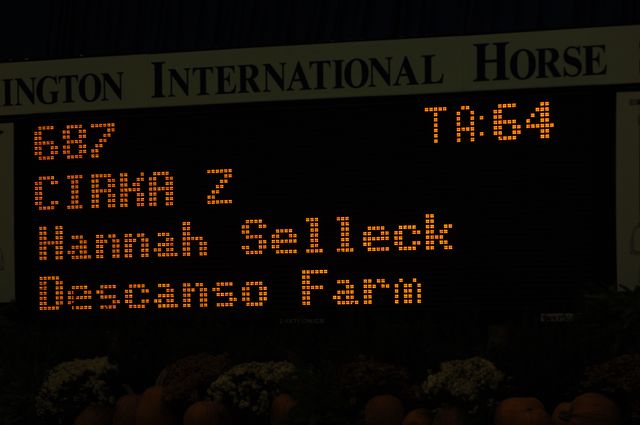 INGTON INTERNATIONAL HORSE
687 TA:64
CIRKA Z
Hannah Selleck
Descanso Farm